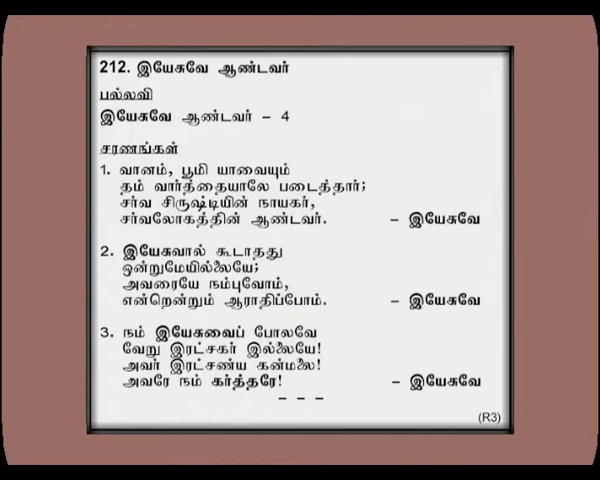 212. இயேசுவே ஆண்டவர்
பல்லவி
இயேசுவே ஆண்டவர் – 4
சரணங்கள்
1. வானம், பூமி யாவையும்
தம் வார்த்தையாலே படைத்தார்;
சர்வ சிருஷ்டியின் நாயகர்,
சர்வலோகத்தின் ஆண்டவர். – இயேசுவே
2. இயேசுவால் கூடாதது
ஒன்றுமேயில்லையே;
அவரையே நம்புவோம்,
என்றென்றும் ஆராதிப்போம். – இயேசுவே
3. நம் இயேசுவைப் போலவே
வேறு இரட்சகர் இல்லையே!
அவர் இரட்சண்ய கன்மலை!
அவரே நம் கர்த்தரே! – இயேசுவே
– – –
(R3)